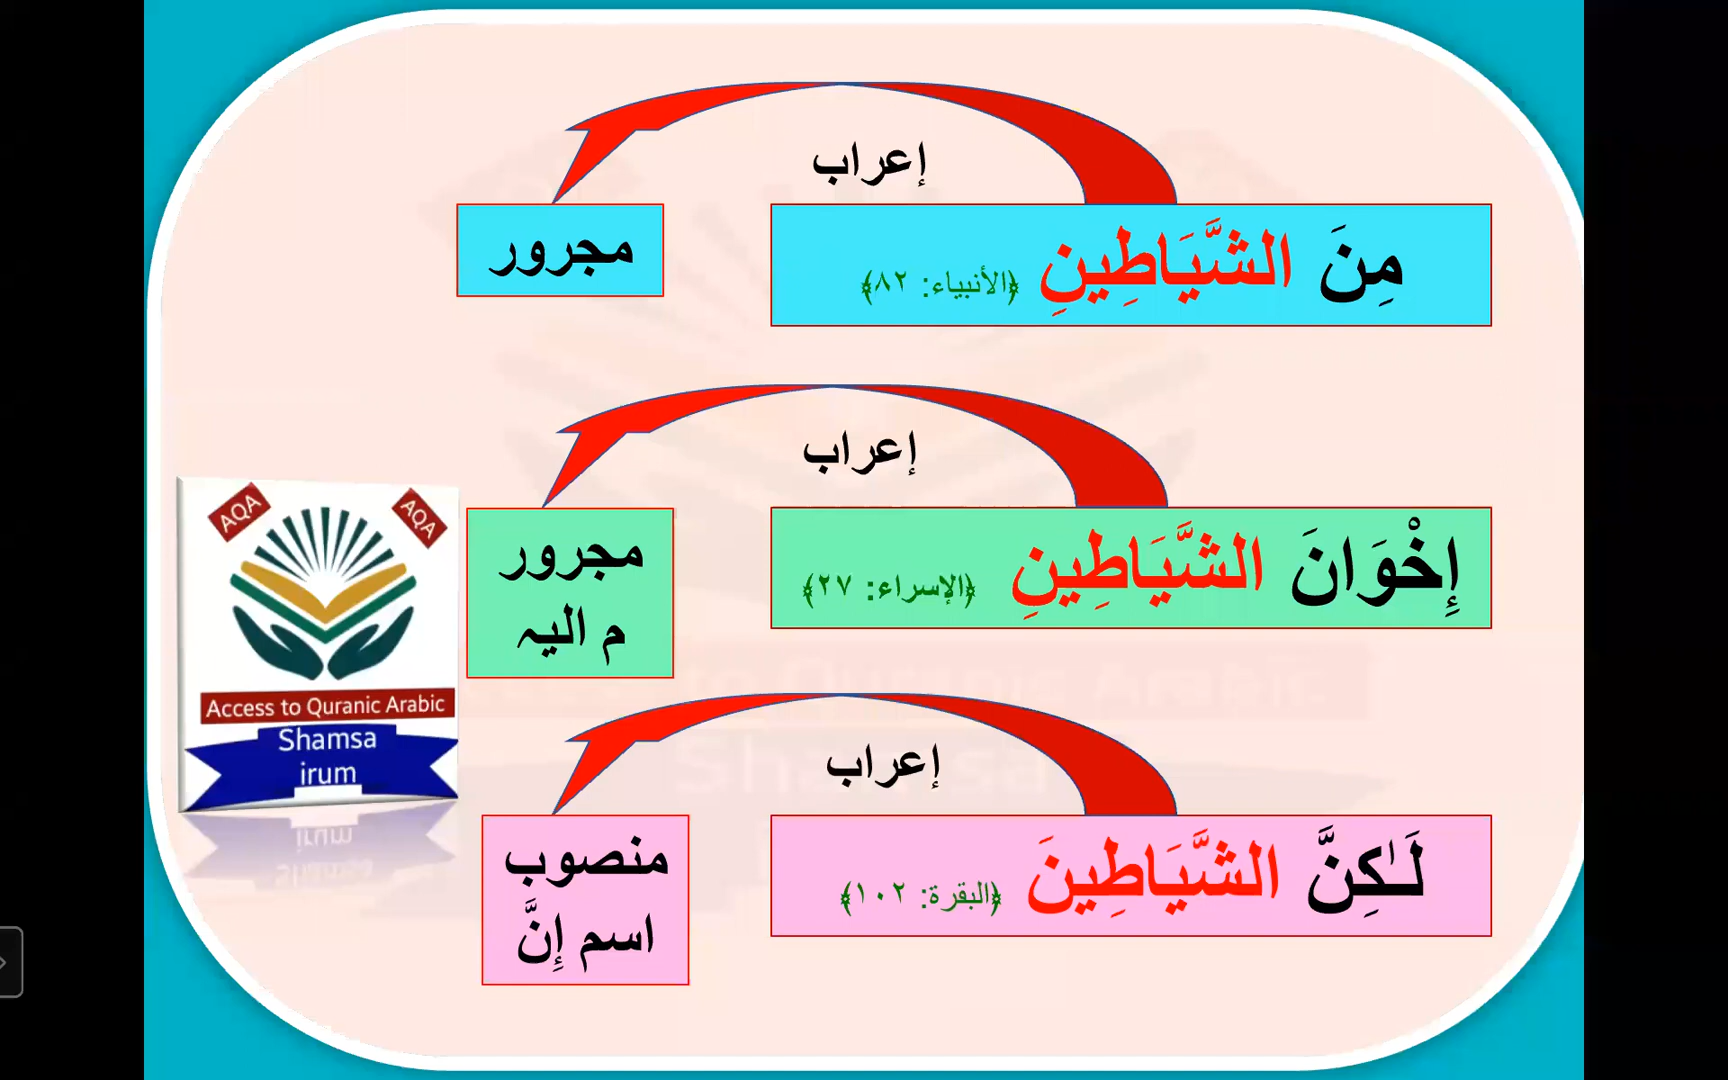 إعراب
مِنَ الشَّيَاطِينِ ﴿الأنبياء: ٨٢﴾
مجرور
إعراب
إِخْوَانَ الشَّيَاطِينِ ﴿الإسراء: ٢٧﴾
مجرور
م الیہ
إعراب
لَـٰكِنَّ الشَّيَاطِينَ ﴿البقرة: ١٠٢﴾
منصوب
اسم إِنَّ
AQA AQA
Access to Quranic Arabic
Shamsa
irum